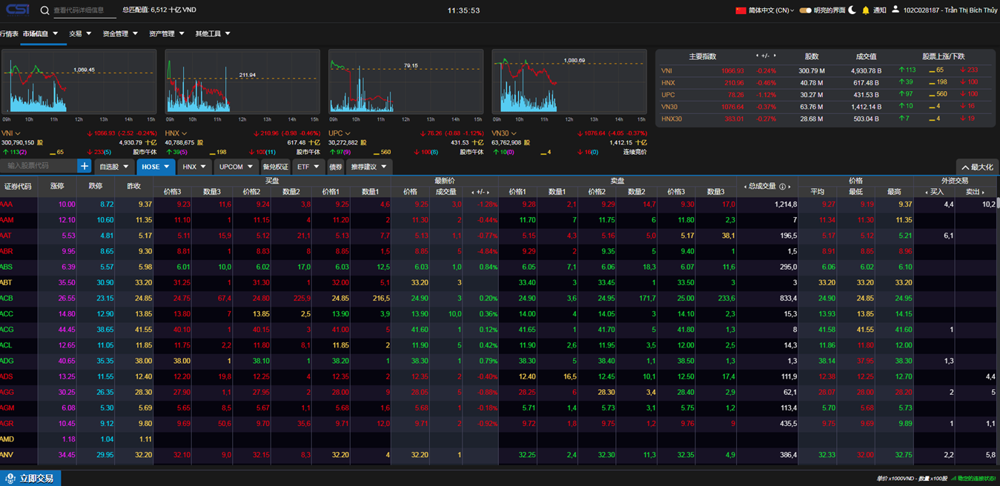 CSI 查看代码详细信息 总匹配值: 6,512 十亿 VND 11:35:53 简体中文 (CN) 明亮的界面 通知 102C028187 - Trần Thị Bích Thủy
行情表 市场信息 交易 资金管理 资产管理 其他工具
1,069.45 211.94 79.15 1,080.69
09h 10h 11h 12h 13h 14h 15h 09h 10h 11h 12h 13h 14h 15h 09h 10h 11h 12h 13h 14h 15h 09h 10h 11h 12h 13h 14h 15h
主要指数 +/- 股数 成交值 股票上涨/下跌
VNI 1066.93 -0.24% 300.79 M 4,930.78 B 113 65 233
HNX 210.96 -0.46% 40.78 M 617.48 B 39 198 100
UPC 78.26 -1.12% 30.27 M 431.53 B 97 560 100
VN30 1076.64 -0.37% 63.76 M 1,412.14 B 10 4 16
HNX30 383.01 -0.27% 28.68 M 503.04 B 7 4 19
VNI 1066.93 (-2.52 -0.24%) HNX 210.96 (-0.98 -0.46%) UPC 78.26 (-0.88 -1.12%) VN30 1076.64 (-4.05 -0.37%)
300,790,150 股 4,930.79 十亿 40,788,675 股 617.48 十亿 30,272,882 股 431.53 十亿 63,762,908 股 1,412.15 十亿
113(2) 65 233(5) 股市午休 39(5) 198 100(11) 股市午休 97(9) 560 100(8) 股市午休 10(0) 4 16(0) 连续竞价
输入股票代码 + 自选股 HOSE HNX UPCOM 备兑权证 ETF 债券 推荐建议 最大化
证券代码 涨停 跌停 昨收 买盘 最新价 卖盘 总成交量 价格 外资交易
价格3 数量3 价格2 数量2 价格1 数量1 价格 成交量 +/- 价格1 数量1 价格2 数量2 价格3 数量3 平均 最低 最高 买入 卖出
AAA 10.00 8.72 9.37 9.23 11,6 9.24 3,8 9.25 4,6 9.25 3,0 -1.28% 9.28 2,1 9.29 14,7 9.30 17,0 1,214,8 9.27 9.19 9.37 4,4 10,2
AAM 12.10 10.60 11.35 11.10 1 11.15 4 11.20 2 11.30 2 -0.44% 11.70 7 11.75 6 11.80 2,3 7 11.34 11.30 11.35
AAT 5.53 4.81 5.17 5.11 15,9 5.12 21,1 5.13 7,7 5.13 1,1 -0.77% 5.15 4,3 5.16 5,0 5.17 38,1 196,5 5.17 5.12 5.21 6,1
ABR 9.95 8.65 9.30 8.81 1 8.83 8 8.85 1,5 8.85 5 -4.84% 9.29 2 9.35 5 9.40 1 1,5 8.91 8.85 8.96
ABS 6.39 5.57 5.98 6.01 10,0 6.02 17,0 6.03 12,5 6.03 1,0 0.84% 6.05 7,1 6.06 18,3 6.07 11,6 295,0 6.06 6.02 6.10
ABT 35.50 30.90 33.20 31.25 1 31.30 1 32.00 5,1 33.20 3 33.40 3 33.45 1 33.50 3 3 33.20 33.20 33.20
ACB 26.55 23.15 24.85 24.75 67,4 24.80 225,9 24.85 216,5 24.90 3 0.20% 24.90 3,6 24.95 171,7 25.00 233,6 833,4 24.90 24.85 24.95
ACC 14.80 12.90 13.85 13.80 7 13.85 2,5 13.90 3,9 13.90 10,0 0.36% 14.00 4 14.05 3 14.10 2,3 15,3 13.93 13.85 14.15
ACG 44.45 38.65 41.55 40.10 1 40.15 3 41.00 5 41.60 1 0.12% 41.65 1 41.70 5 41.80 1,3 8 41.58 41.55 41.60 1
ACL 12.65 11.05 11.85 11.75 2,2 11.80 8,1 11.85 2 11.90 5 0.42% 11.90 2,6 11.95 3,5 12.00 2,5 14,3 11.86 11.80 12.00
ADG 40.65 35.35 38.00 38.00 1 38.10 1 38.20 1 38.30 1 0.79% 38.30 5 38.40 1,1 38.50 1,3 1,3 38.14 37.95 38.30 1,3
ADS 13.25 11.55 12.40 12.20 19,8 12.25 4 12.35 2 12.35 2 -0.40% 12.40 16,5 12.45 10,1 12.50 17,4 111,9 12.38 12.25 12.70 4,4
AGG 30.25 26.35 28.30 27.90 1,1 27.95 2 28.00 9 28.05 5 -0.88% 28.25 6 28.30 3,4 28.40 2,9 62,1 28.07 28.00 28.20 2 5
AGM 6.08 5.30 5.69 5.65 8,5 5.67 1,1 5.68 1,6 5.68 1 -0.18% 5.71 1,4 5.73 3,1 5.75 1,2 113,4 5.70 5.68 5.73
AGR 10.45 9.12 9.80 9.69 50,6 9.70 35,6 9.71 12,0 9.71 2 -0.92% 9.72 1,8 9.75 1,2 9.76 9 435,5 9.75 9.69 9.89 1 1,1
AMD 1.18 1.04 1.11
ANV 34.45 29.95 32.20 32.10 9,0 32.15 8,3 32.20 4 32.20 1 32.25 2,4 32.30 11,3 32.35 4,9 386,4 32.33 32.00 32.75 2,2 5,8
立即交易 单价 x1000VND - 数量 x100股 稳定的连接状态!